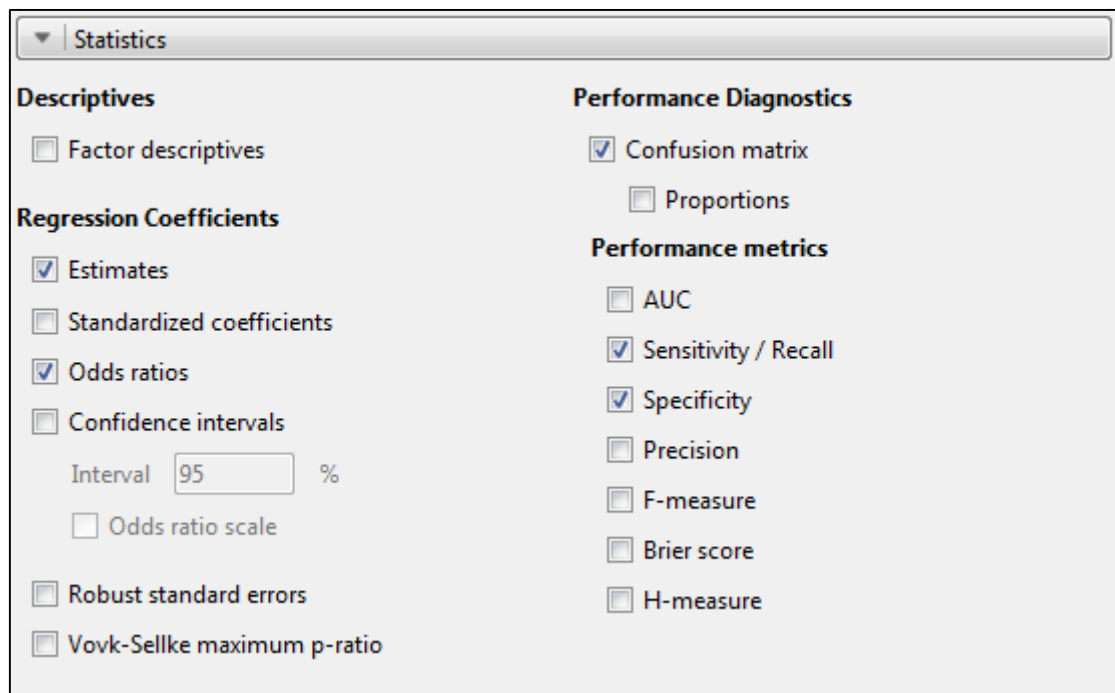 Statistics
Descriptives
Factor descriptives
Regression Coefficients
Estimates
Standardized coefficients
Odds ratios
Confidence intervals
Interval 95 %
Odds ratio scale
Robust standard errors
Vovk-Sellke maximum p-ratio
Performance Diagnostics
Confusion matrix
Proportions
Performance metrics
AUC
Sensitivity / Recall
Specificity
Precision
F-measure
Brier score
H-measure